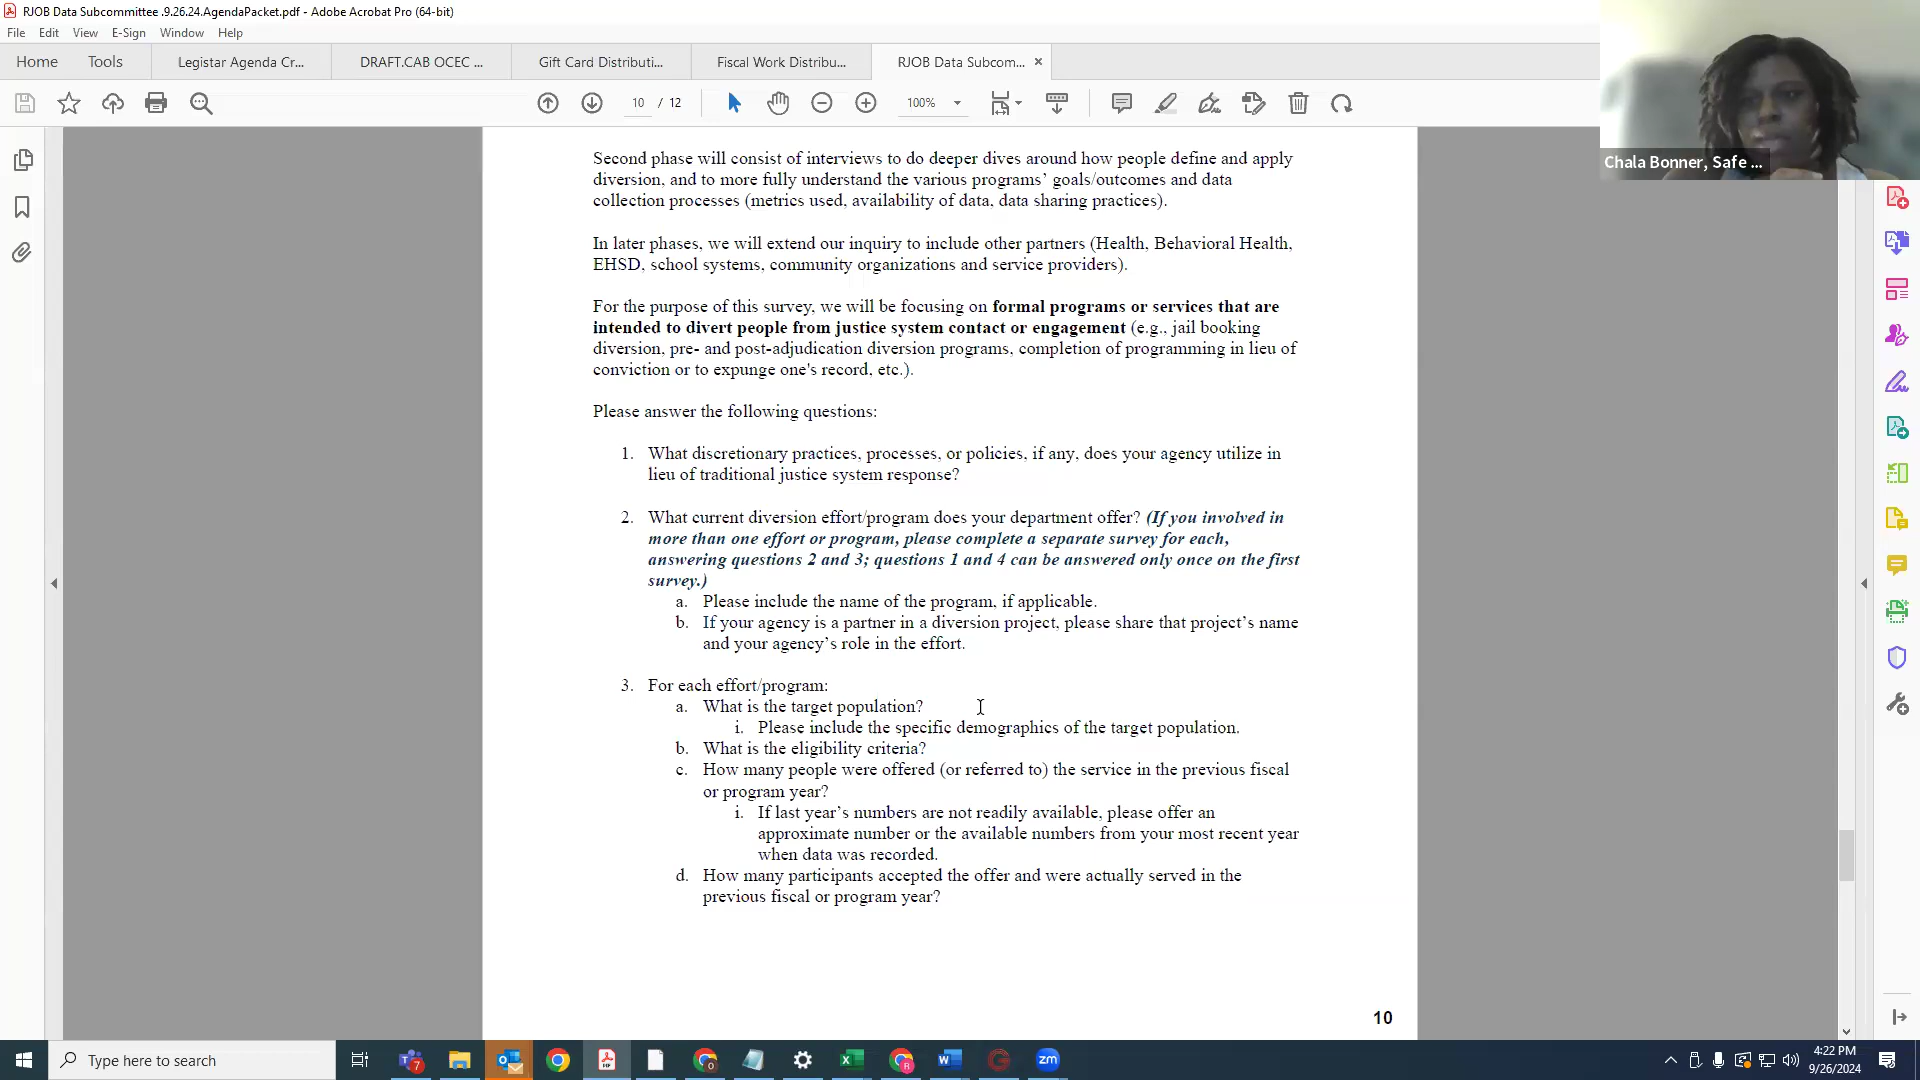 RJOB Data Subcommittee .9.26.24.AgendaPacket.pdf - Adobe Acrobat Pro (64-bit)
File Edit View E-Sign Window Help
Home Tools Legistar Agenda Cr... DRAFT.CAB OCEC ... Gift Card Distributi... Fiscal Work Distribu... RJOB Data Subcom... ×
10 / 12 100%
Chala Bonner, Safe ...
Second phase will consist of interviews to do deeper dives around how people define and apply
diversion, and to more fully understand the various programs’ goals/outcomes and data
collection processes (metrics used, availability of data, data sharing practices).
In later phases, we will extend our inquiry to include other partners (Health, Behavioral Health,
EHSD, school systems, community organizations and service providers).
For the purpose of this survey, we will be focusing on formal programs or services that are
intended to divert people from justice system contact or engagement (e.g., jail booking
diversion, pre- and post-adjudication diversion programs, completion of programming in lieu of
conviction or to expunge one's record, etc.).
Please answer the following questions:
1. What discretionary practices, processes, or policies, if any, does your agency utilize in
lieu of traditional justice system response?
2. What current diversion effort/program does your department offer? (If you involved in
more than one effort or program, please complete a separate survey for each,
answering questions 2 and 3; questions 1 and 4 can be answered only once on the first
survey.)
a. Please include the name of the program, if applicable.
b. If your agency is a partner in a diversion project, please share that project’s name
and your agency’s role in the effort.
3. For each effort/program:
a. What is the target population?
i. Please include the specific demographics of the target population.
b. What is the eligibility criteria?
c. How many people were offered (or referred to) the service in the previous fiscal
or program year?
i. If last year’s numbers are not readily available, please offer an
approximate number or the available numbers from your most recent year
when data was recorded.
d. How many participants accepted the offer and were actually served in the
previous fiscal or program year?
10
Type here to search
7
zm
4:22 PM
9/26/2024